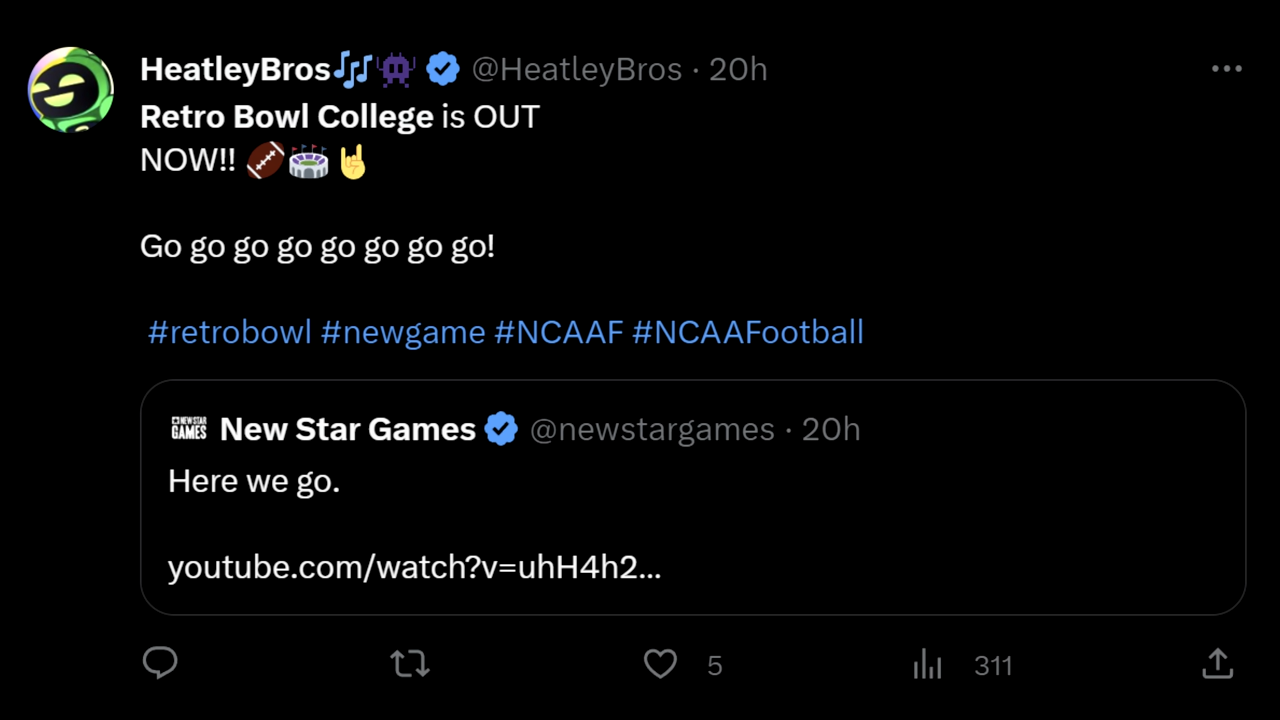 HeatleyBros🎶👾 @HeatleyBros · 20h
Retro Bowl College is OUT
NOW!! 🏈🏟️🤘
Go go go go go go go go!
#retrobowl #newgame #NCAAF #NCAAFootball
NEW STAR
GAMES
New Star Games @newstargames · 20h
Here we go.
youtube.com/watch?v=uhH4h2...
5 311